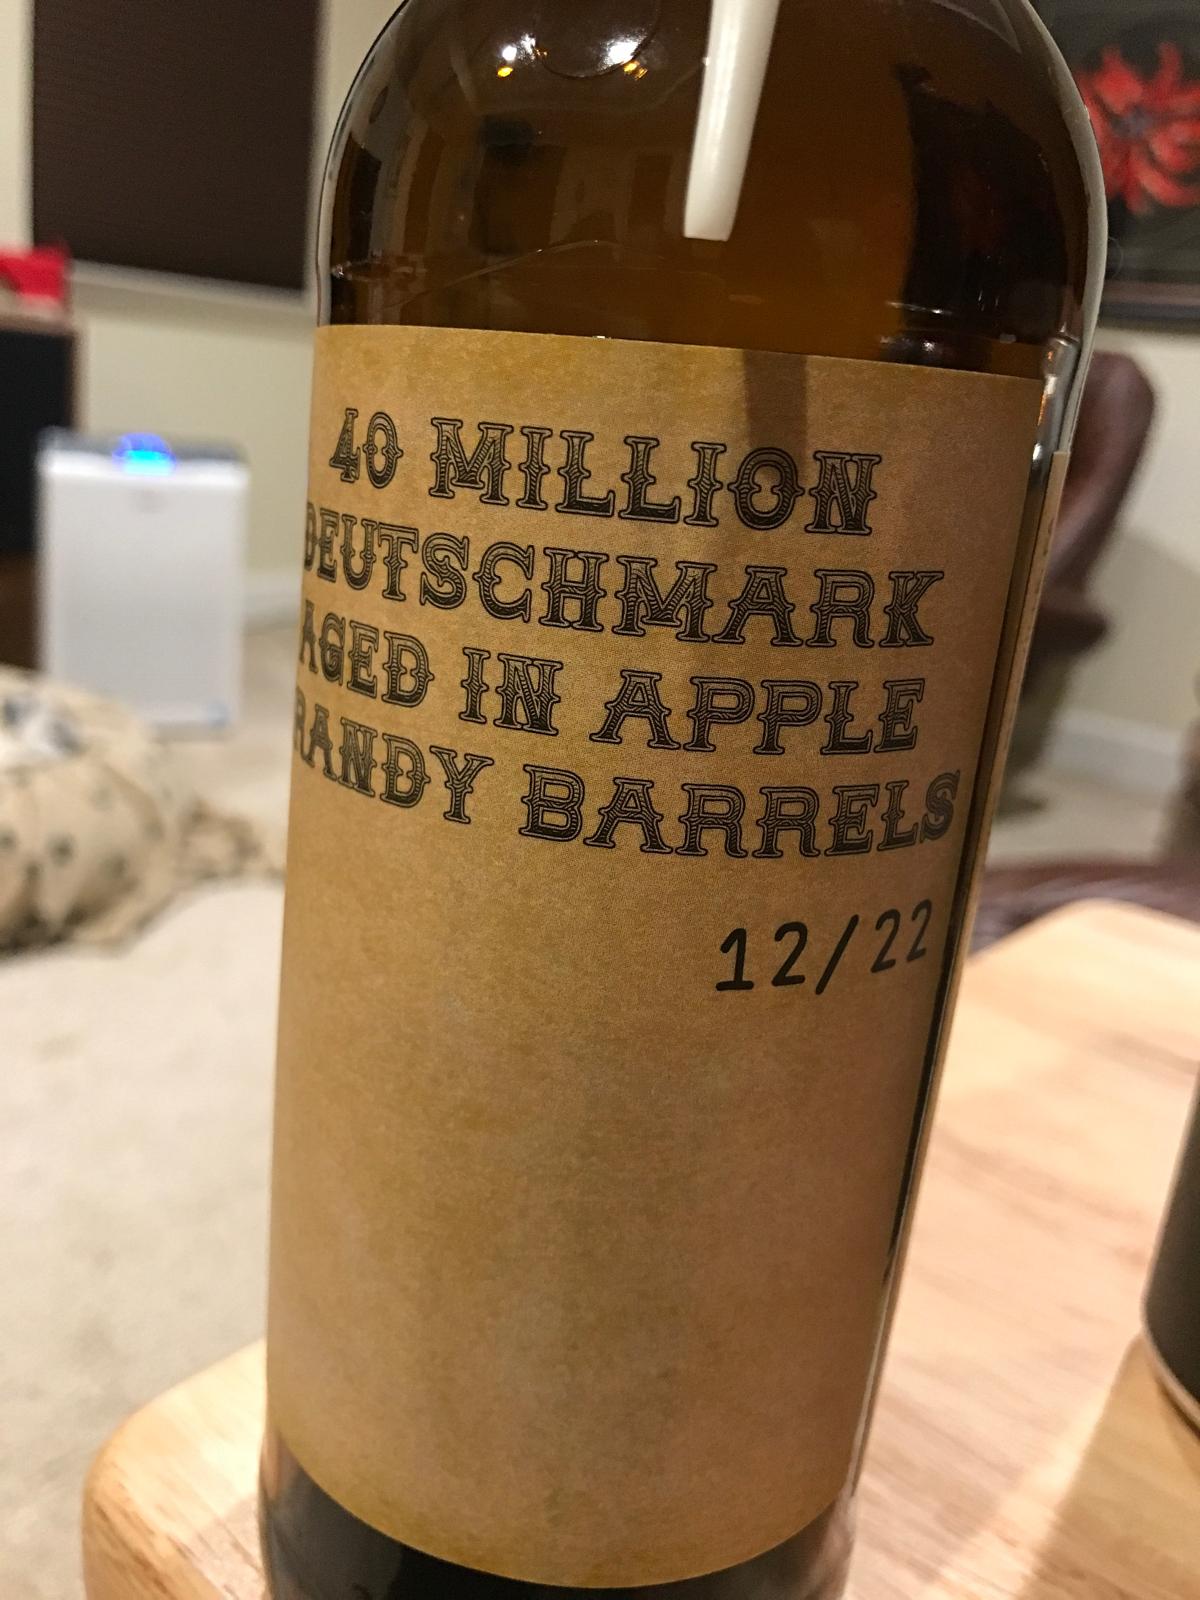 40 MILLION
DEUTSCHMARK
AGED IN APPLE
RANDY BARRELS
12/22